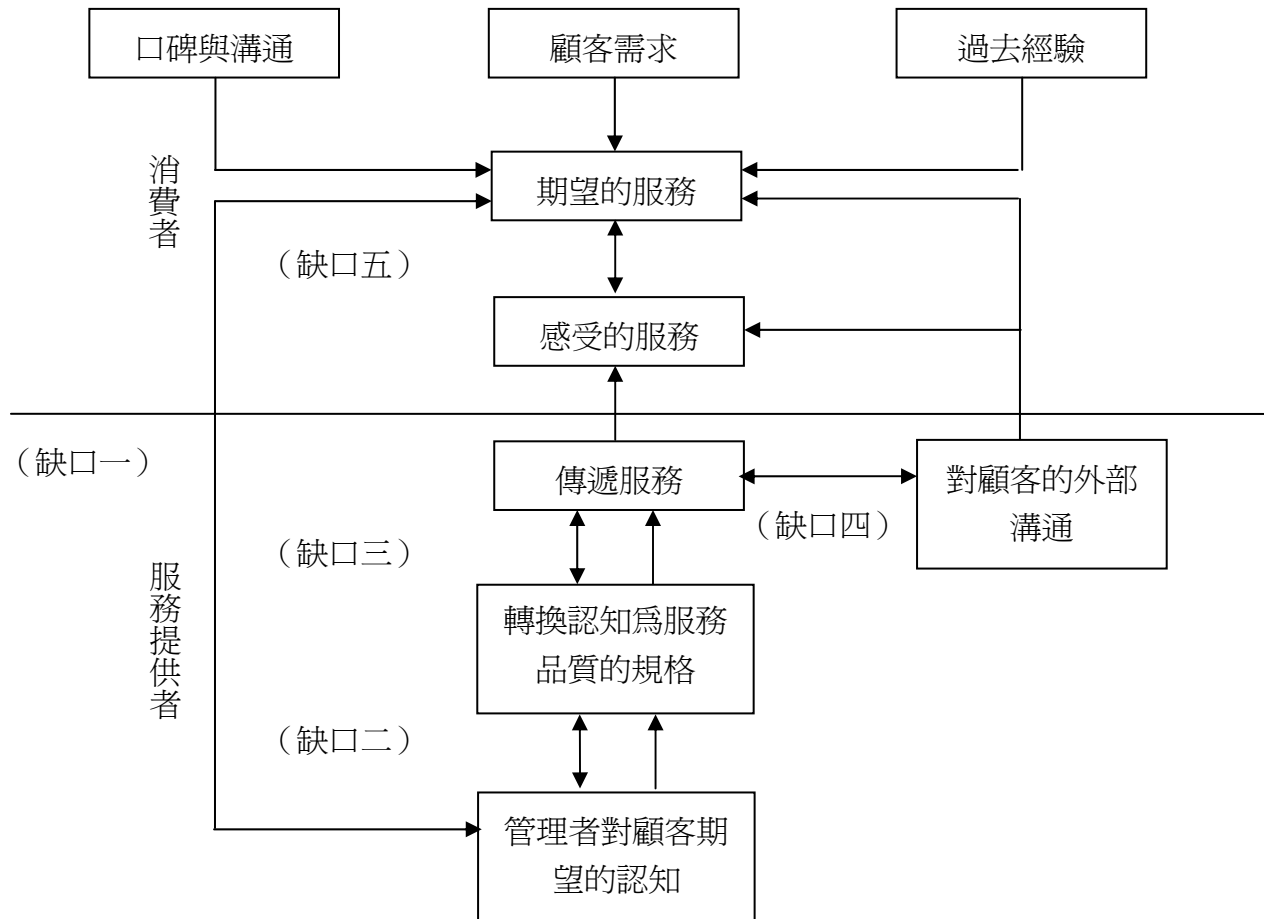 口碑與溝通
顧客需求
過去經驗
消費者
期望的服務
（缺口五）
感受的服務
（缺口一）
傳遞服務
對顧客的外部
溝通
（缺口四）
（缺口三）
服務提供者
轉換認知為服務
品質的規格
（缺口二）
管理者對顧客期
望的認知